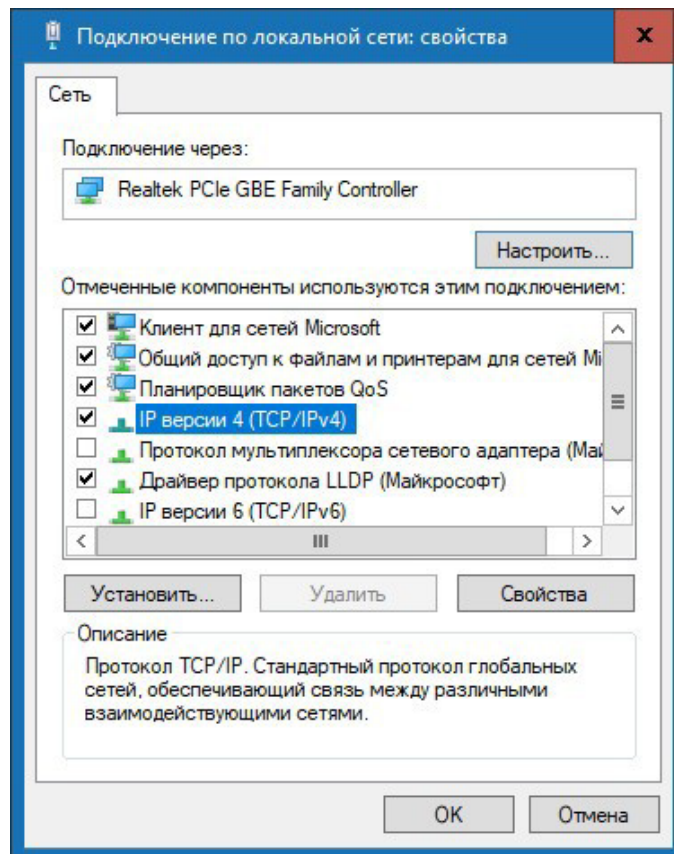 Подключение по локальной сети: свойства
Сеть
Подключение через:
Realtek PCIe GBE Family Controller
Настроить...
Отмеченные компоненты используются этим подключением:
Клиент для сетей Microsoft
Общий доступ к файлам и принтерам для сетей Mi
Планировщик пакетов QoS
IP версии 4 (TCP/IPv4)
Протокол мультиплексора сетевого адаптера (Май
Драйвер протокола LLDP (Майкрософт)
IP версии 6 (TCP/IPv6)
Установить...
Удалить
Свойства
Описание
Протокол TCP/IP. Стандартный протокол глобальных
сетей, обеспечивающий связь между различными
взаимодействующими сетями.
OK
Отмена